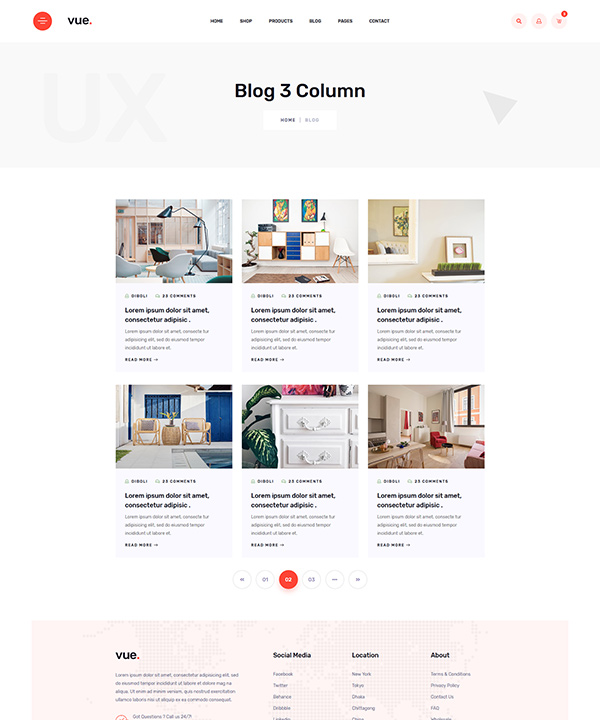 vue.
HOME SHOP PRODUCTS BLOG PAGES CONTACT
UX
Blog 3 Column
HOME | BLOG
DIBOLI 23 COMMENTS
Lorem ipsum dolor sit amet,
consectetur adipisic .
Lorem ipsum dolor sit amet, consecte tur
adipisicing elit, sed do eiusmod tempor
incididunt ut labore et.
READ MORE →
DIBOLI 23 COMMENTS
Lorem ipsum dolor sit amet,
consectetur adipisic .
Lorem ipsum dolor sit amet, consecte tur
adipisicing elit, sed do eiusmod tempor
incididunt ut labore et.
READ MORE →
DIBOLI 23 COMMENTS
Lorem ipsum dolor sit amet,
consectetur adipisic .
Lorem ipsum dolor sit amet, consecte tur
adipisicing elit, sed do eiusmod tempor
incididunt ut labore et.
READ MORE →
DIBOLI 23 COMMENTS
Lorem ipsum dolor sit amet,
consectetur adipisic .
Lorem ipsum dolor sit amet, consecte tur
adipisicing elit, sed do eiusmod tempor
incididunt ut labore et.
READ MORE →
DIBOLI 23 COMMENTS
Lorem ipsum dolor sit amet,
consectetur adipisic .
Lorem ipsum dolor sit amet, consecte tur
adipisicing elit, sed do eiusmod tempor
incididunt ut labore et.
READ MORE →
DIBOLI 23 COMMENTS
Lorem ipsum dolor sit amet,
consectetur adipisic .
Lorem ipsum dolor sit amet, consecte tur
adipisicing elit, sed do eiusmod tempor
incididunt ut labore et.
READ MORE →
01 02 03
vue.
Lorem ipsum dolor sit amet, consectetur adipisicing elit, sed
do eiusmod tempor incididunt ut labore et dolore magna
aliqua. Ut enim ad minim veniam, quis nostrud exercitation
ullamco laboris nisi ut aliquip ex ea commodo consequat.
Got Questions ? Call us 24/7!
Social Media
Facebook
Twitter
Behance
Dribbble
Linkedin
Location
New York
Tokyo
Dhaka
Chittagong
China
About
Terms & Conditions
Privacy Policy
Contact Us
FAQ
Wholesale